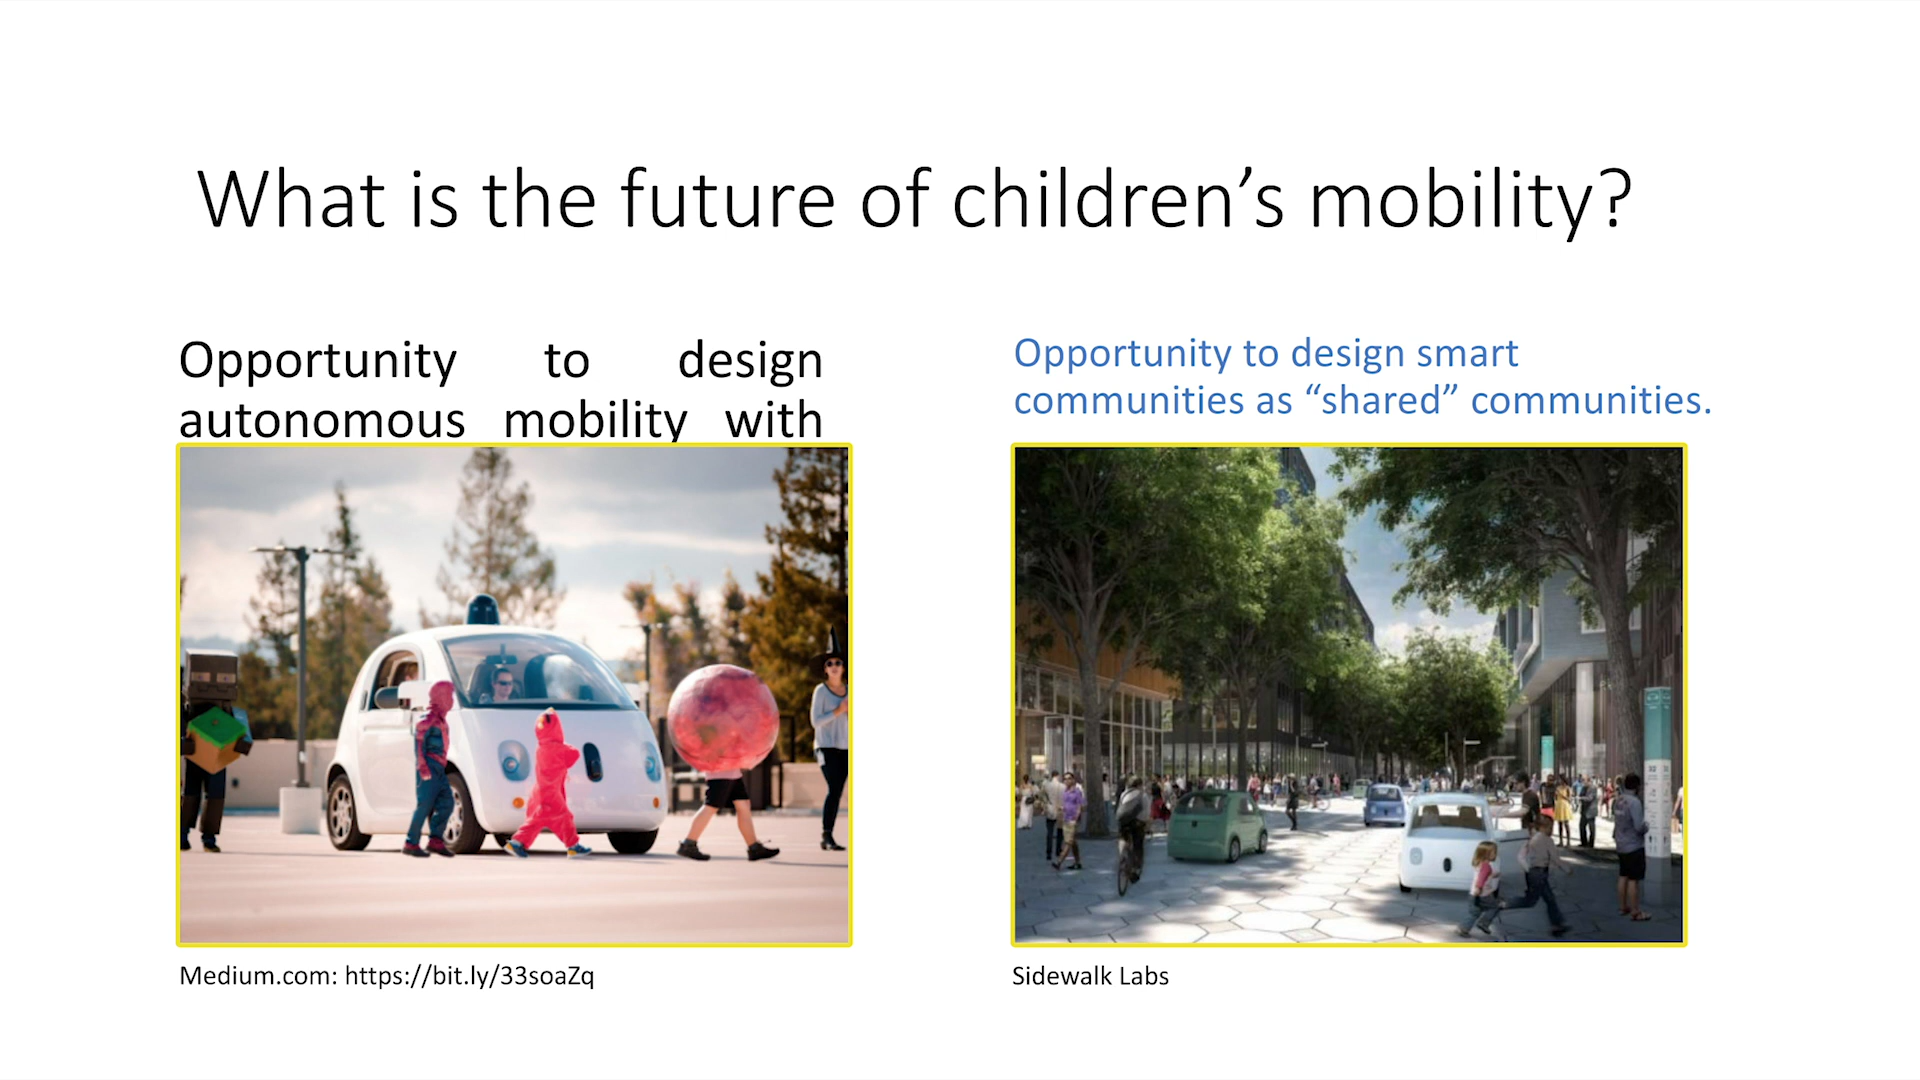 What is the future of children’s mobility?
Opportunity to design
autonomous mobility with
Opportunity to design smart
communities as “shared” communities.
Medium.com: https://bit.ly/33soaZq
Sidewalk Labs